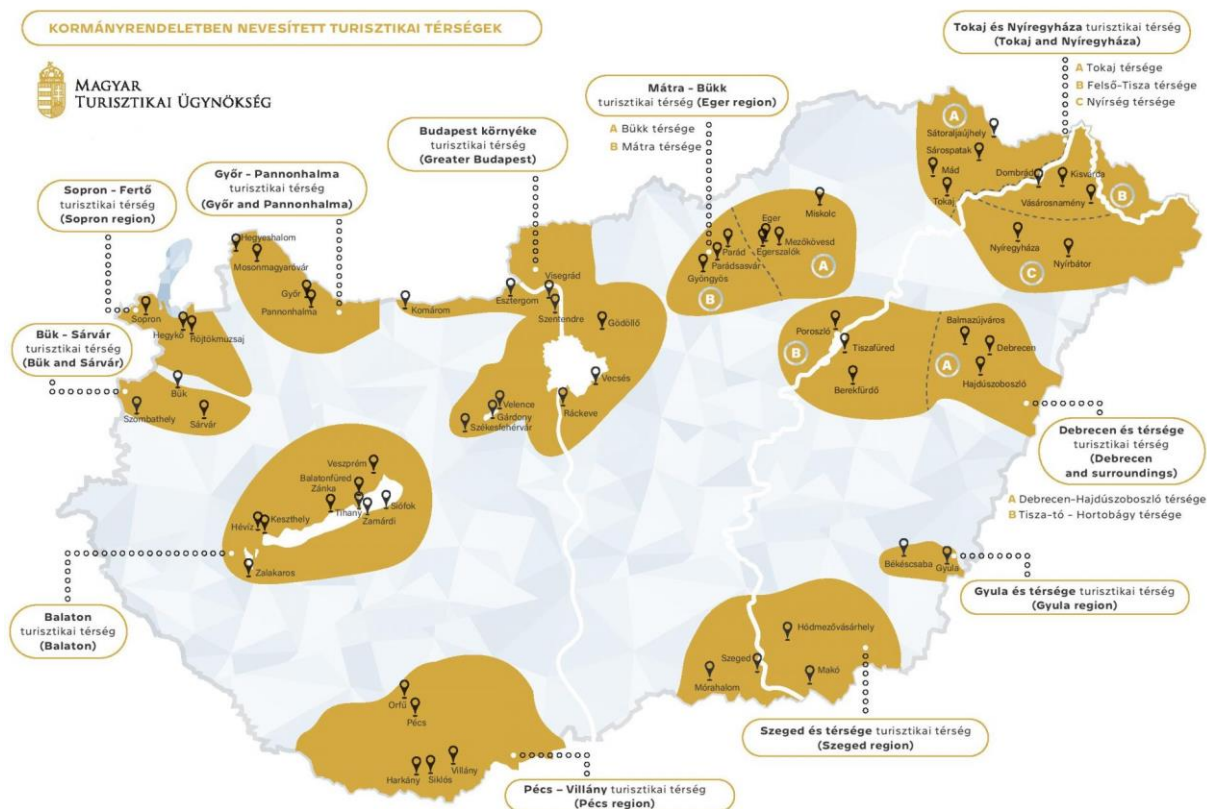 KORMÁNYRENDELETBEN NEVESÍTETT TURISZTIKAI TÉRSÉGEK
MAGYAR
TURISZTIKAI ÜGYNÖKSÉG
Sopron – Fertő
turisztikai térség
(Sopron region)
Győr – Pannonhalma
turisztikai térség
(Győr and Pannonhalma)
Budapest környéke
turisztikai térség
(Greater Budapest)
Mátra – Bükk
turisztikai térség (Eger region)
A Bükk térsége
B Mátra térsége
Tokaj és Nyíregyháza turisztikai térség
(Tokaj and Nyíregyháza)
A Tokaj térsége
B Felső-Tisza térsége
C Nyírség térsége
Bük – Sárvár
turisztikai térség
(Bük and Sárvár)
Balaton
turisztikai térség
(Balaton)
Pécs – Villány turisztikai térség
(Pécs region)
Szeged és térsége turisztikai térség
(Szeged region)
Gyula és térsége turisztikai térség
(Gyula region)
Debrecen és térsége
turisztikai térség
(Debrecen
and surroundings)
A Debrecen-Hajdúszoboszló térsége
B Tisza-tó – Hortobágy térsége
Hegyeshalom
Mosonmagyaróvár
Győr
Pannonhalma
Sopron
Hegykő
Röjtökmuzsaj
Bük
Szombathely
Sárvár
Komárom
Esztergom
Visegrád
Szentendre
Gödöllő
Vecsés
Ráckeve
Velence
Gárdony
Székesfehérvár
Veszprém
Balatonfüred
Zánka
Tihany
Siófok
Zamárdi
Hévíz
Keszthely
Zalakaros
Orfű
Pécs
Harkány
Siklós
Villány
Miskolc
Eger
Egerszalók
Mezőkövesd
Parád
Parádsasvár
Gyöngyös
A
B
A
Sátoraljaújhely
Sárospatak
Mád
Tokaj
Dombrád
Kisvárda
Vásárosnamény
B
Nyíregyháza
Nyírbátor
C
Poroszló
Tiszafüred
Berekfürdő
B
Balmazújváros
Debrecen
Hajdúszoboszló
A
Békéscsaba
Gyula
Hódmezővásárhely
Szeged
Makó
Mórahalom